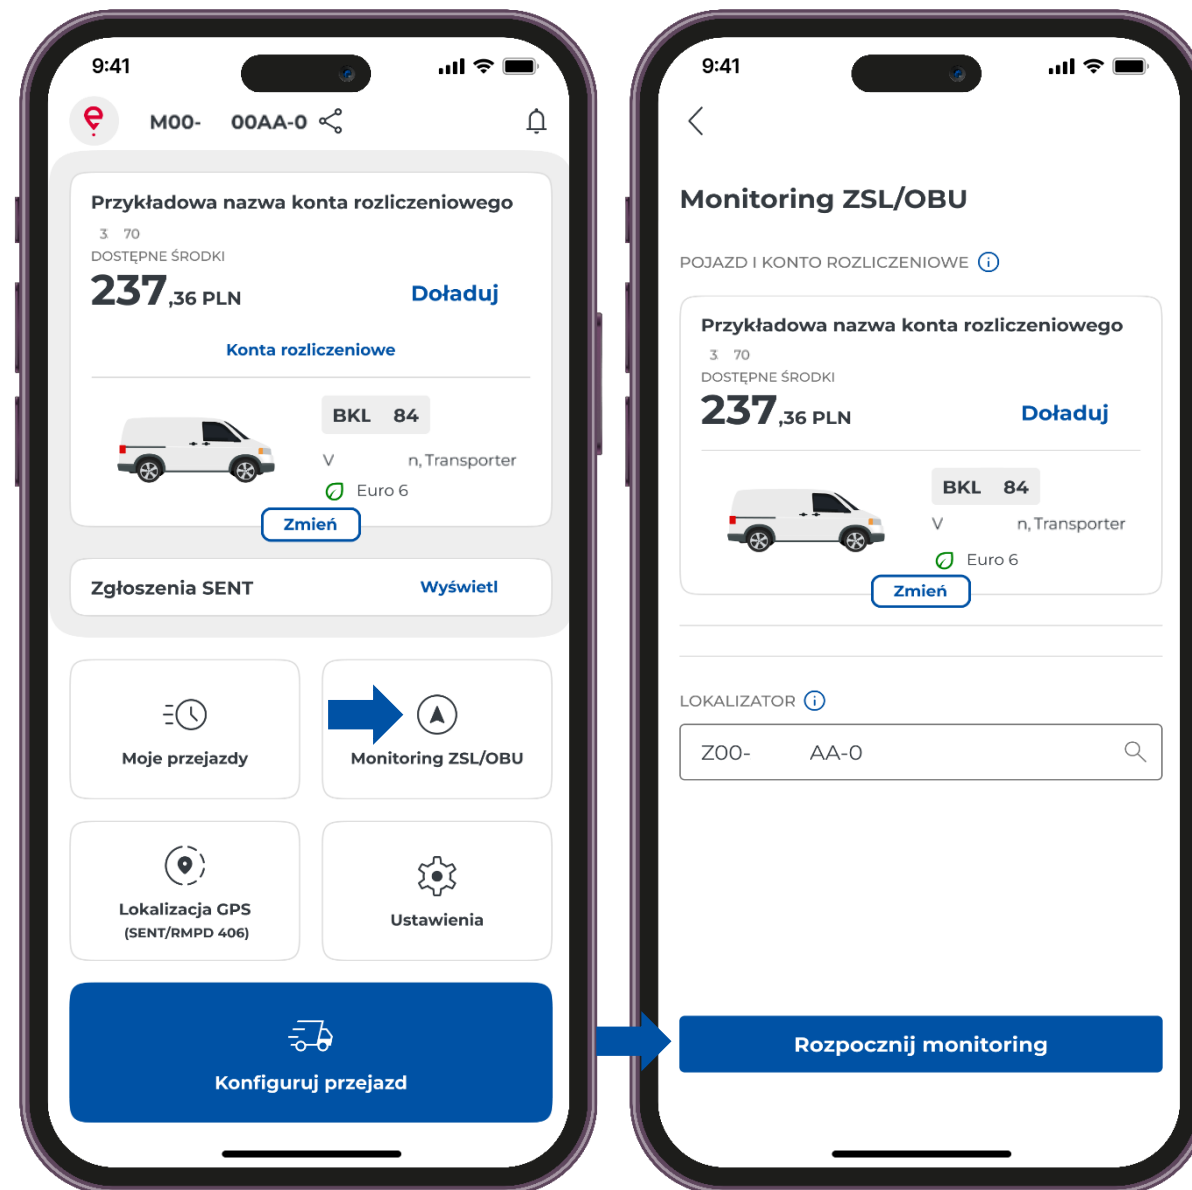 9:41
M00- 00AA-0
Przykładowa nazwa konta rozliczeniowego
3 70
DOSTĘPNE ŚRODKI
237,36 PLN
Doładuj
Konta rozliczeniowe
BKL 84
V n, Transporter
Euro 6
Zmień
Zgłoszenia SENT
Wyświetl
Moje przejazdy
Monitoring ZSL/OBU
Lokalizacja GPS
(SENT/RMPD 406)
Ustawienia
Konfiguruj przejazd
9:41
Monitoring ZSL/OBU
POJAZD I KONTO ROZLICZENIOWE
Przykładowa nazwa konta rozliczeniowego
3 70
DOSTĘPNE ŚRODKI
237,36 PLN
Doładuj
BKL 84
V n, Transporter
Euro 6
Zmień
LOKALIZATOR
Z00- AA-0
Rozpocznij monitoring